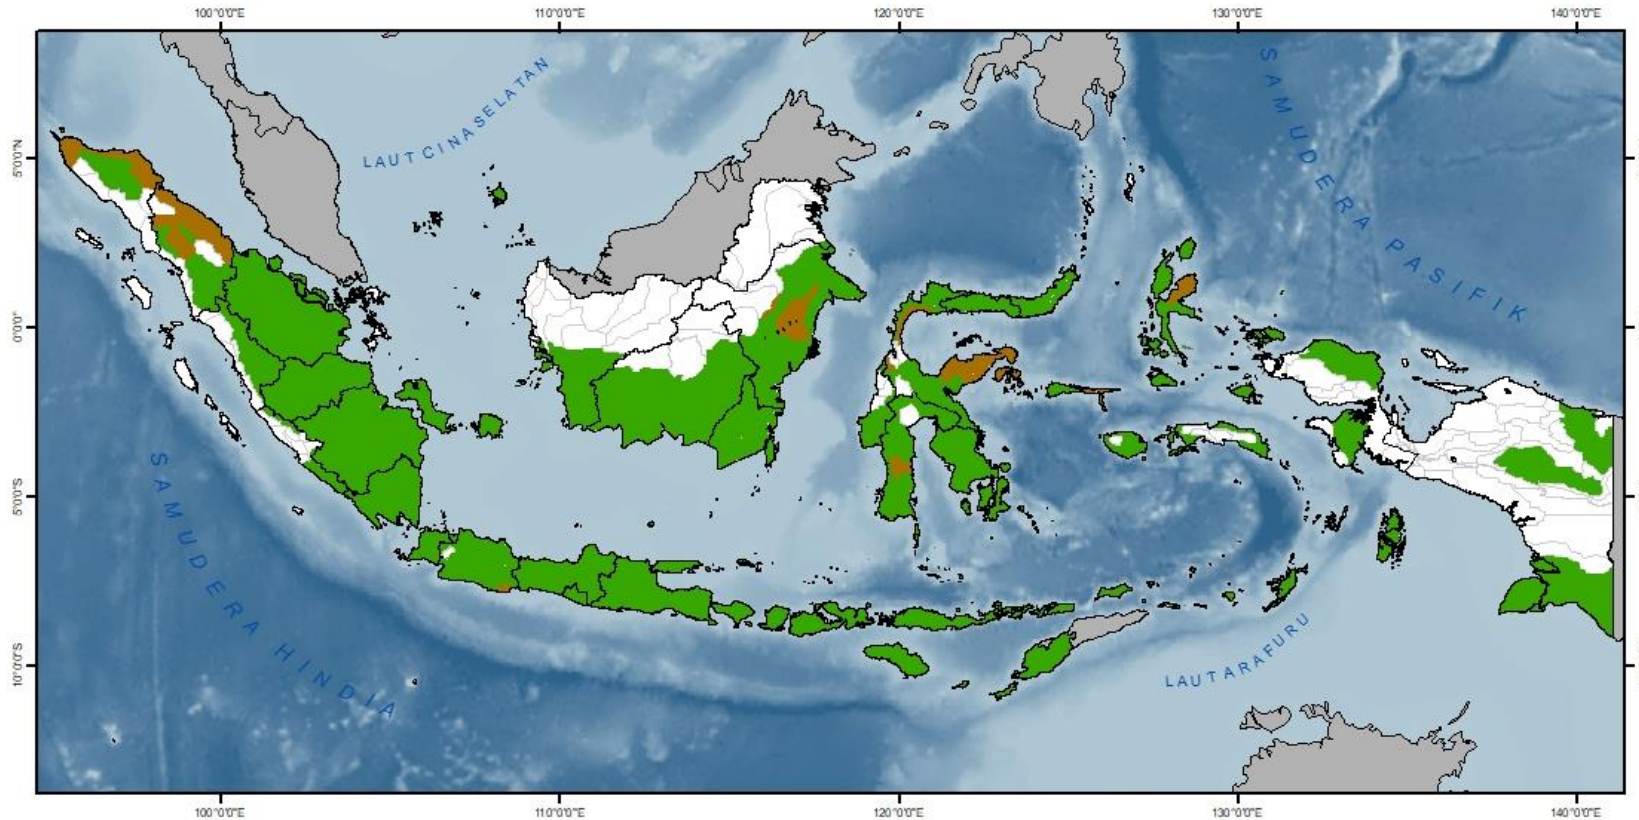 100°0'0"E 110°0'0"E 120°0'0"E 130°0'0"E 140°0'0"E
LAUT CINA SELATAN
SAMUDERA PASIFIK
5°0'0"N
0°0'0"
5°0'0"S
10°0'0"S
SAMUDERA HINDIA
LAUT ARAFURU
100°0'0"E 110°0'0"E 120°0'0"E 130°0'0"E 140°0'0"E